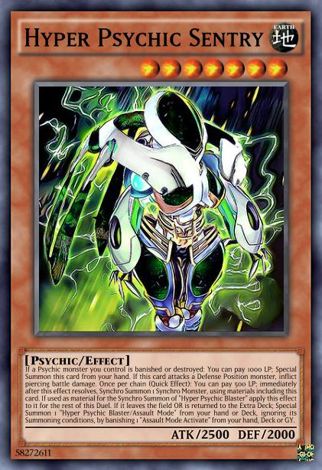 Hyper Psychic Sentry
EARTH
地
[Psychic/Effect]
If a Psychic monster you control is banished or destroyed: You can pay 1000 LP; Special
Summon this card from your hand. If this card attacks a Defense Position monster, inflict
piercing battle damage. Once per chain (Quick Effect): You can pay 1000 LP; immediately
after this effect resolves, Synchro Summon 1 Synchro Monster, using materials including this
card. If used as material for the Synchro Summon of "Hyper Psychic Blaster" apply this effect
to it for the rest of this Duel. If it leaves the field OR is returned to the Extra Deck; Special
Summon 1 "Hyper Psychic Blaster/Assault Mode" from your hand or Deck, ignoring its
Summoning conditions, by banishing 1 "Assault Mode Activate" from your hand, Deck or GY.
ATK/2500 DEF/2000
58272611